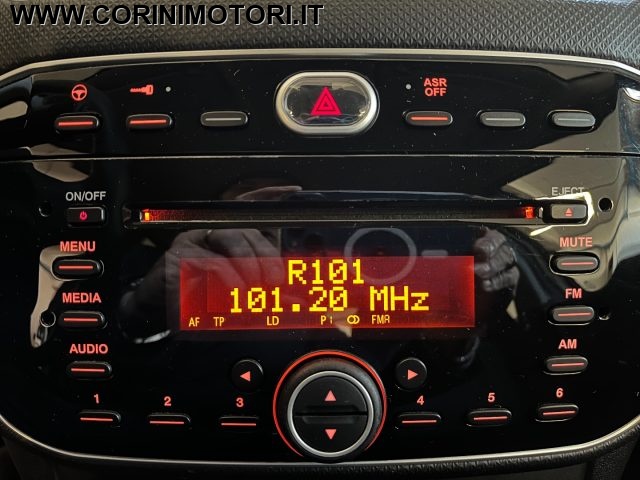 WWW.CORINIMOTORI.IT
ASR
OFF
ON/OFF
EJECT
MENU
MUTE
R101
101.20 MHz
MEDIA
FM
AF TP LD P1 FMA
AUDIO
AM
1 2 3 4 5 6